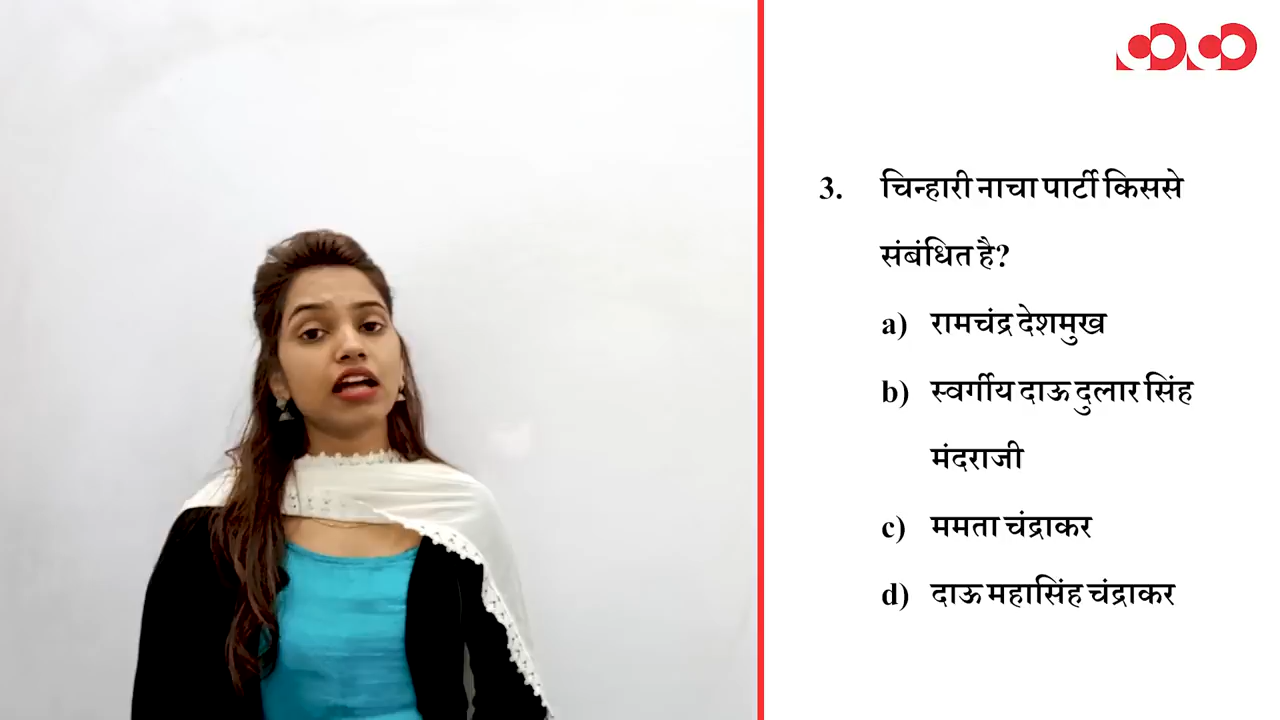 3. चिन्हारी नाचा पार्टी किससे
संबंधित है?
a) रामचंद्र देशमुख
b) स्वर्गीय दाऊ दुलार सिंह
मंदराजी
c) ममता चंद्राकर
d) दाऊ महासिंह चंद्राकर